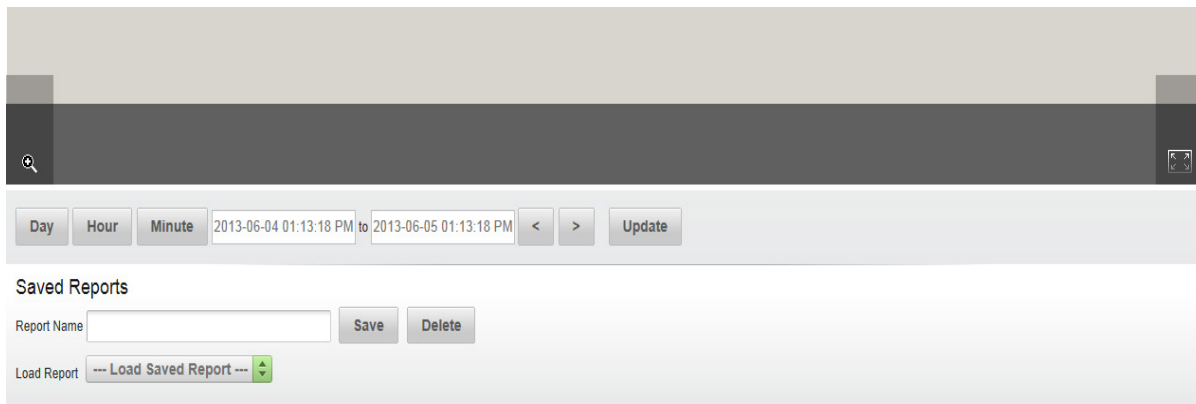 Day Hour Minute 2013-06-04 01:13:18 PM to 2013-06-05 01:13:18 PM < > Update
Saved Reports
Report Name Save Delete
Load Report --- Load Saved Report ---